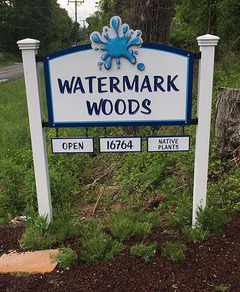 WATERMARK
WOODS
OPEN
16764
NATIVE
PLANTS